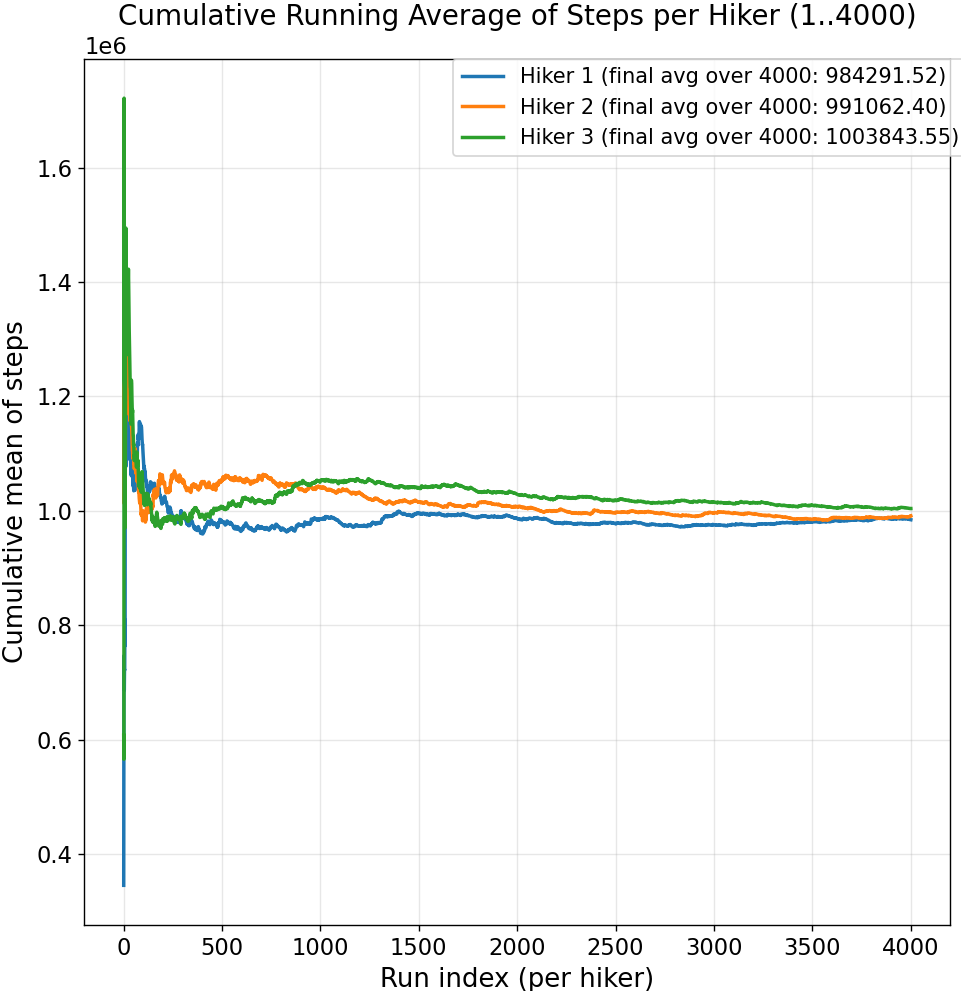 Cumulative Running Average of Steps per Hiker (1..4000)
1e6
Hiker 1 (final avg over 4000: 984291.52)
Hiker 2 (final avg over 4000: 991062.40)
Hiker 3 (final avg over 4000: 1003843.55)
1.6
1.4
1.2
1.0
0.8
0.6
0.4
Cumulative mean of steps
0 500 1000 1500 2000 2500 3000 3500 4000
Run index (per hiker)